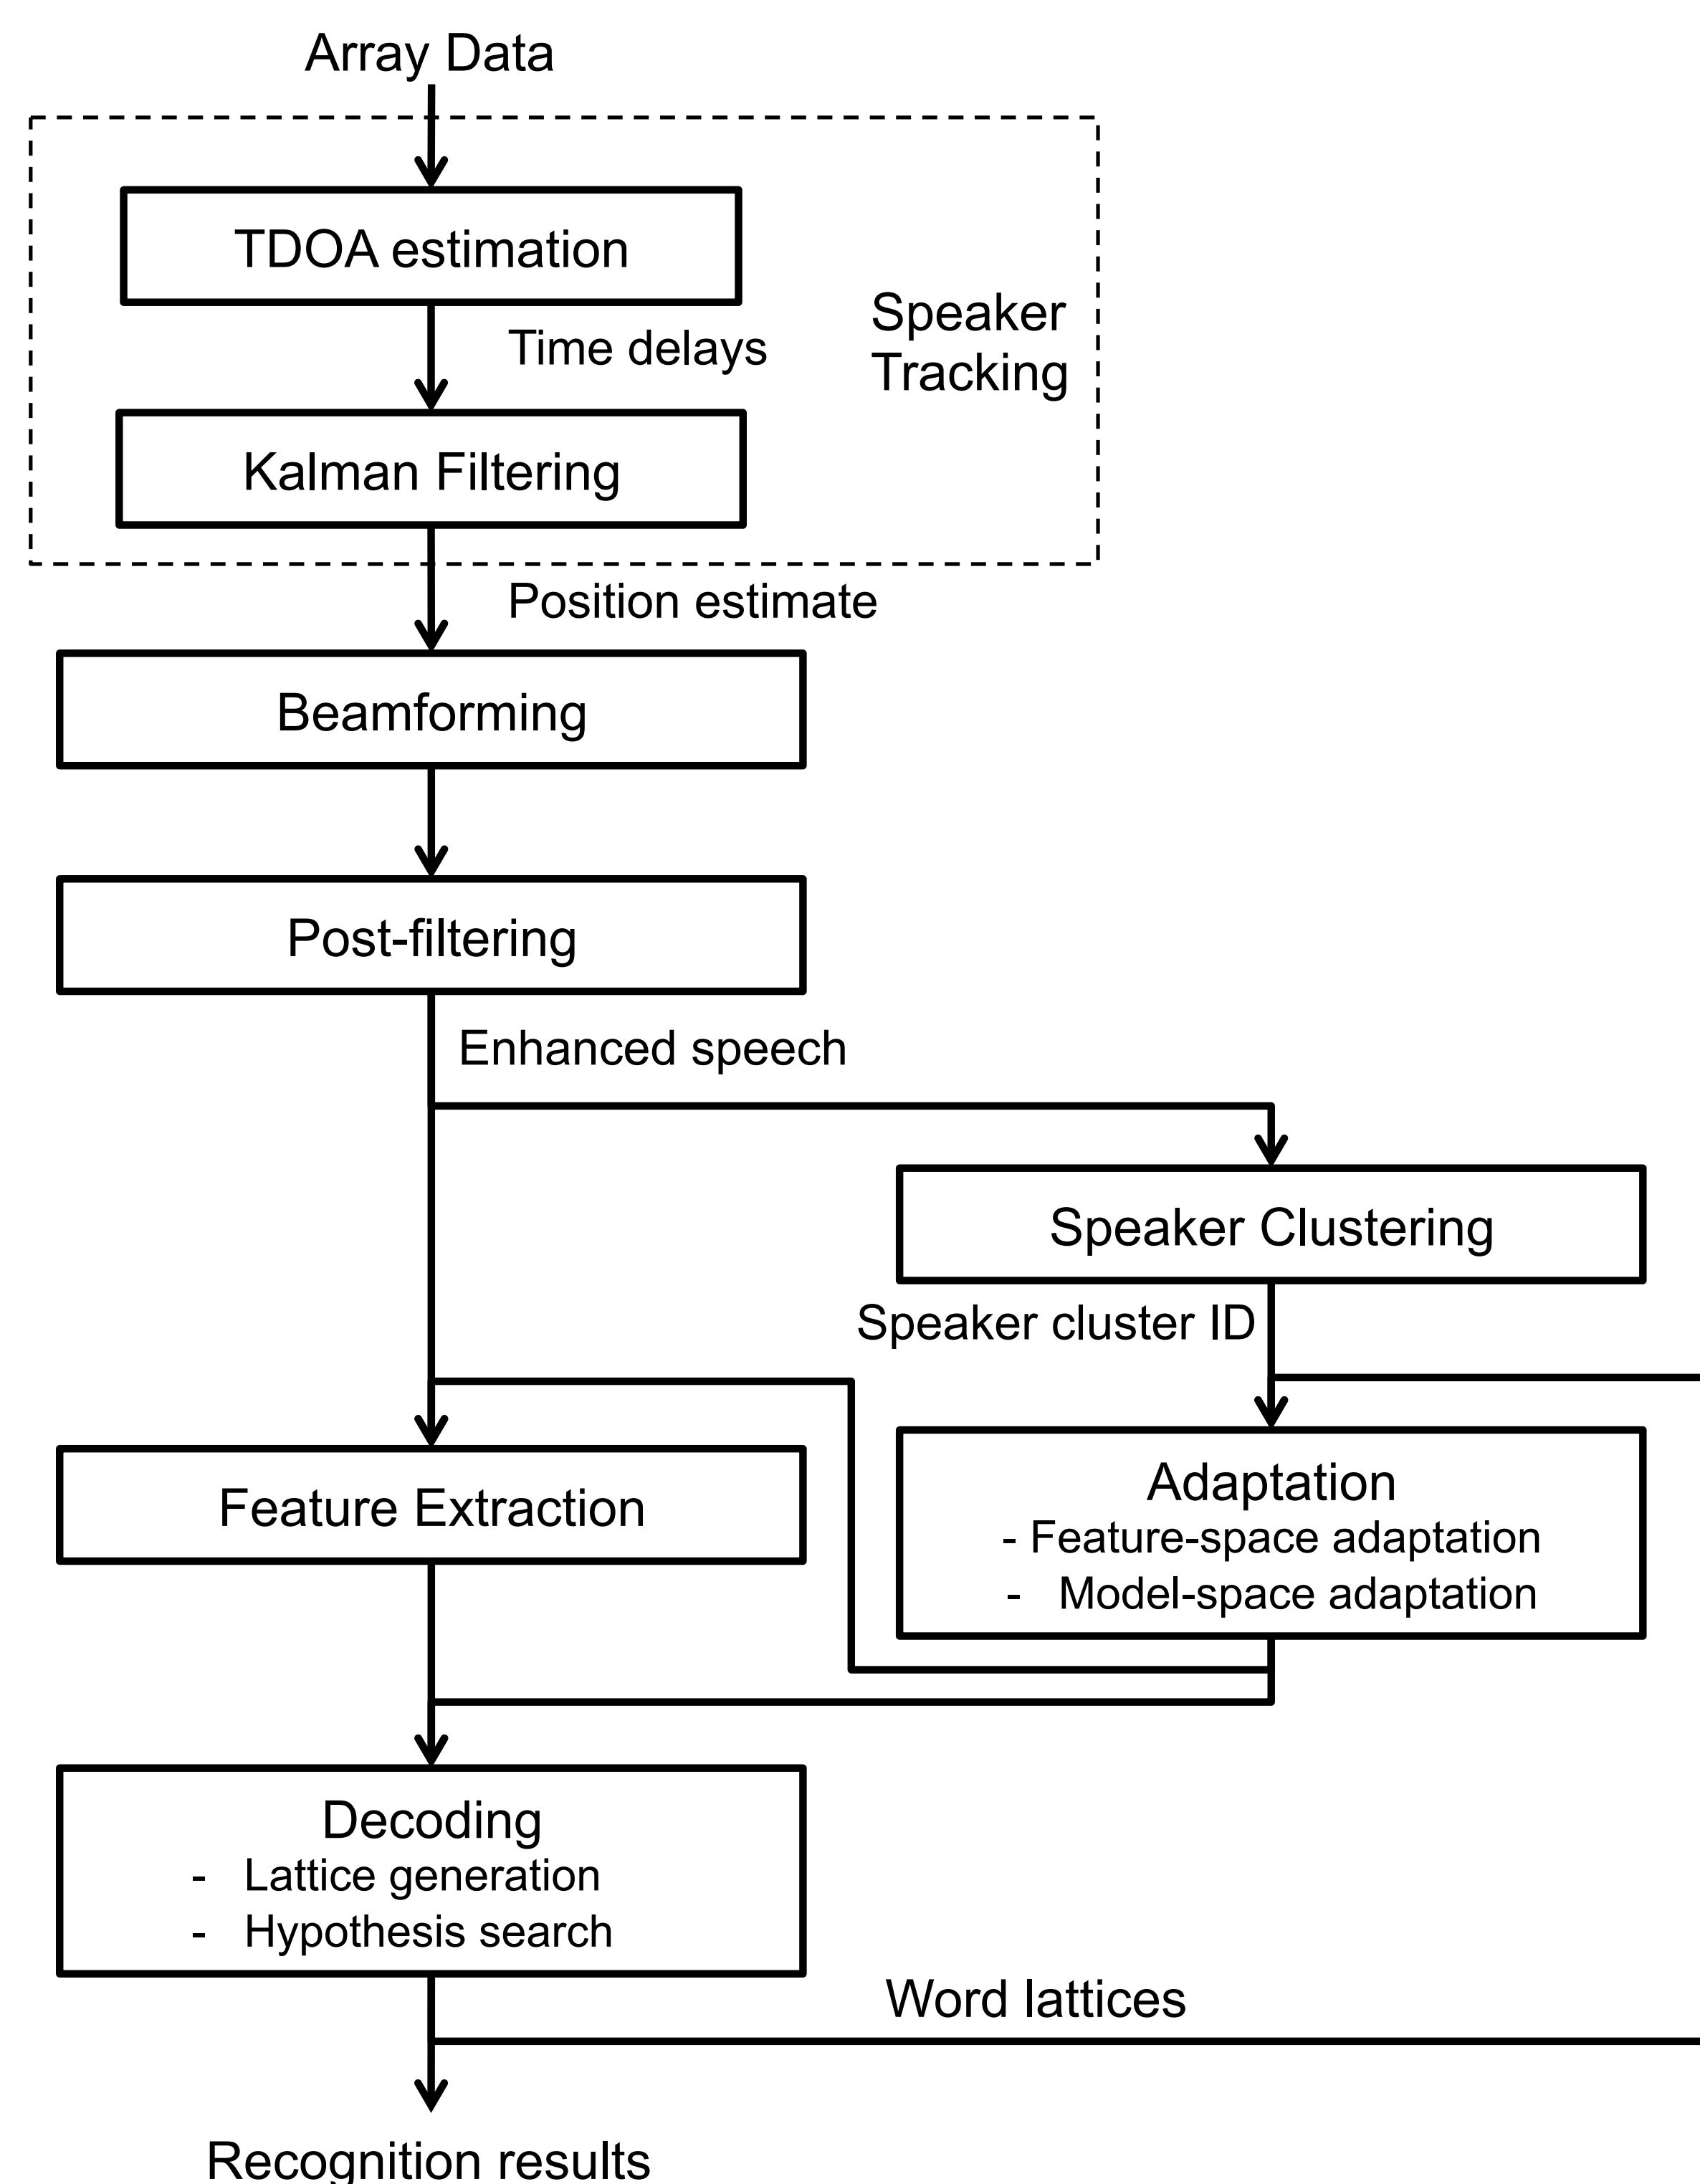 Array Data
TDOA estimation
Time delays
Speaker
Tracking
Kalman Filtering
Position estimate
Beamforming
Post-filtering
Enhanced speech
Speaker Clustering
Speaker cluster ID
Feature Extraction
Adaptation
- Feature-space adaptation
- Model-space adaptation
Decoding
- Lattice generation
- Hypothesis search
Word lattices
Recognition results